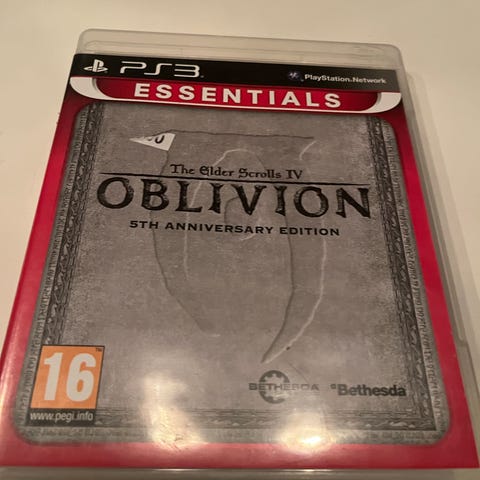 PS3
PlayStation.Network
ESSENTIALS
The Elder Scrolls IV
OBLIVION
5TH ANNIVERSARY EDITION
16
www.pegi.info
BETHESDA
Bethesda